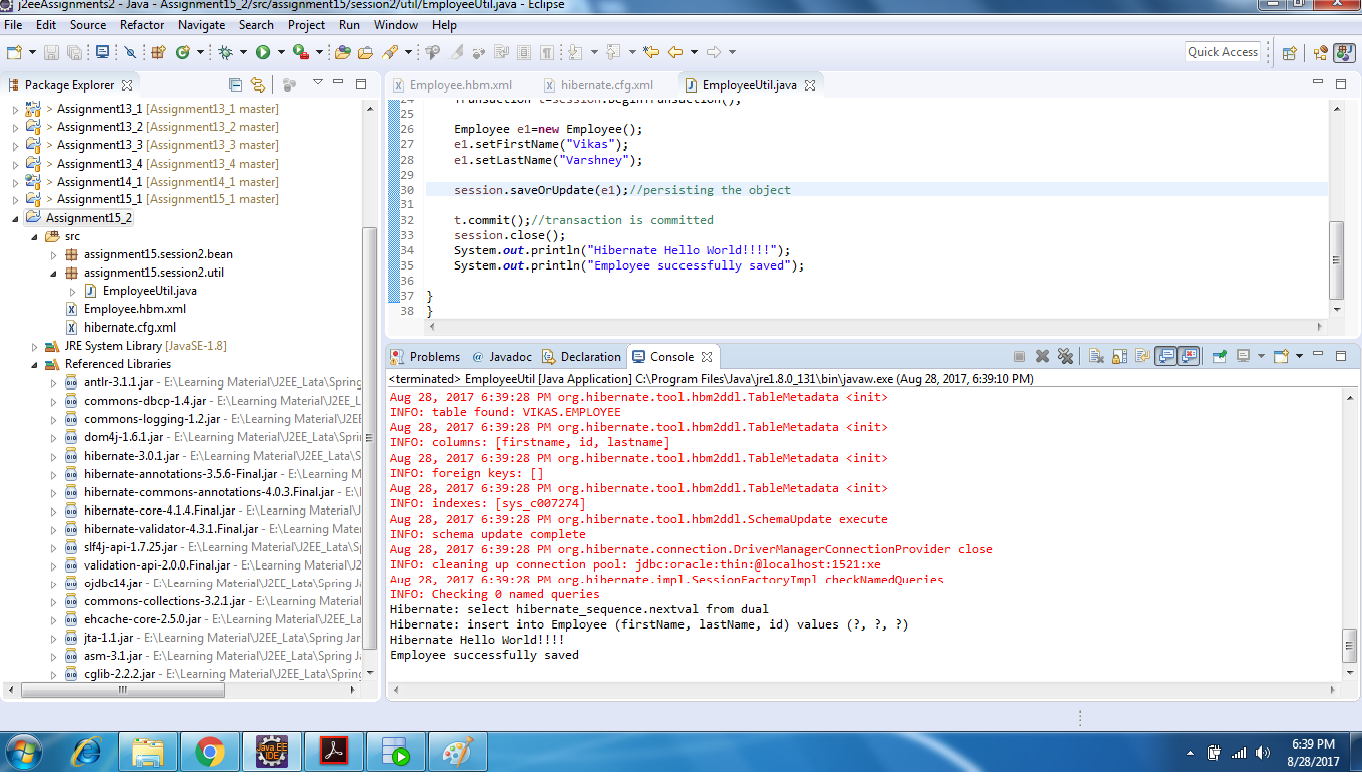 j2eeAssignments2 - Java - Assignment15_2/src/assignment15/session2/util/EmployeeUtil.java - Eclipse
File Edit Source Refactor Navigate Search Project Run Window Help
Quick Access
Package Explorer
> Assignment13_1 [Assignment13_1 master]
> Assignment13_2 [Assignment13_2 master]
> Assignment13_3 [Assignment13_3 master]
> Assignment13_4 [Assignment13_4 master]
> Assignment14_1 [Assignment14_1 master]
> Assignment15_1 [Assignment15_1 master]
Assignment15_2
src
assignment15.session2.bean
assignment15.session2.util
EmployeeUtil.java
Employee.hbm.xml
hibernate.cfg.xml
JRE System Library [JavaSE-1.8]
Referenced Libraries
antlr-3.1.1.jar - E:\Learning Material\J2EE_Lata\Spring
commons-dbcp-1.4.jar - E:\Learning Material\J2EE_L
commons-logging-1.2.jar - E:\Learning Material\J2EE
dom4j-1.6.1.jar - E:\Learning Material\J2EE_Lata\Spri
hibernate-3.0.1.jar - E:\Learning Material\J2EE_Lata\S
hibernate-annotations-3.5.6-Final.jar - E:\Learning M
hibernate-commons-annotations-4.0.3.Final.jar - E:\
hibernate-core-4.1.4.Final.jar - E:\Learning Material\J
hibernate-validator-4.3.1.Final.jar - E:\Learning Mate
slf4j-api-1.7.25.jar - E:\Learning Material\J2EE_Lata\S
validation-api-2.0.0.Final.jar - E:\Learning Material\J
ojdbc14.jar - E:\Learning Material\J2EE_Lata\Spring J
commons-collections-3.2.1.jar - E:\Learning Material
ehcache-core-2.5.0.jar - E:\Learning Material\J2EE_La
jta-1.1.jar - E:\Learning Material\J2EE_Lata\Spring Jar
asm-3.1.jar - E:\Learning Material\J2EE_Lata\Spring J
cglib-2.2.2.jar - E:\Learning Material\J2EE_Lata\Sprin
Employee.hbm.xml hibernate.cfg.xml EmployeeUtil.java
24 Transaction t=session.beginTransaction();
25
26 Employee e1=new Employee();
27 e1.setFirstName("Vikas");
28 e1.setLastName("Varshney");
29
30 session.saveOrUpdate(e1);//persisting the object
31
32 t.commit();//transaction is committed
33 session.close();
34 System.out.println("Hibernate Hello World!!!!");
35 System.out.println("Employee successfully saved");
36
37 }
38 }
Problems @ Javadoc Declaration Console
<terminated> EmployeeUtil [Java Application] C:\Program Files\Java\jre1.8.0_131\bin\javaw.exe (Aug 28, 2017, 6:39:10 PM)
Aug 28, 2017 6:39:28 PM org.hibernate.tool.hbm2ddl.TableMetadata <init>
INFO: table found: VIKAS.EMPLOYEE
Aug 28, 2017 6:39:28 PM org.hibernate.tool.hbm2ddl.TableMetadata <init>
INFO: columns: [firstname, id, lastname]
Aug 28, 2017 6:39:28 PM org.hibernate.tool.hbm2ddl.TableMetadata <init>
INFO: foreign keys: []
Aug 28, 2017 6:39:28 PM org.hibernate.tool.hbm2ddl.TableMetadata <init>
INFO: indexes: [sys_c007274]
Aug 28, 2017 6:39:28 PM org.hibernate.tool.hbm2ddl.SchemaUpdate execute
INFO: schema update complete
Aug 28, 2017 6:39:28 PM org.hibernate.connection.DriverManagerConnectionProvider close
INFO: cleaning up connection pool: jdbc:oracle:thin:@localhost:1521:xe
Aug 28, 2017 6:39:28 PM org.hibernate.impl.SessionFactoryImpl checkNamedQueries
INFO: Checking 0 named queries
Hibernate: select hibernate_sequence.nextval from dual
Hibernate: insert into Employee (firstName, lastName, id) values (?, ?, ?)
Hibernate Hello World!!!!
Employee successfully saved
Java EE
IDE
6:39 PM
8/28/2017